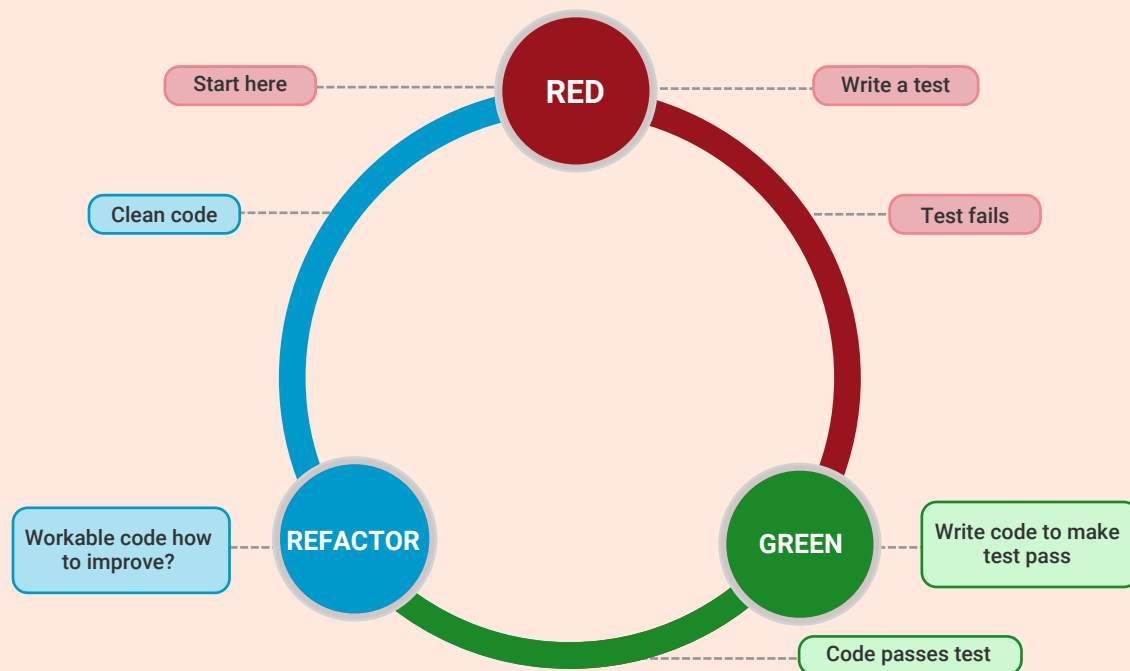 RED
Start here
Write a test
Clean code
Test fails
Workable code how
to improve?
REFACTOR
GREEN
Write code to make
test pass
Code passes test